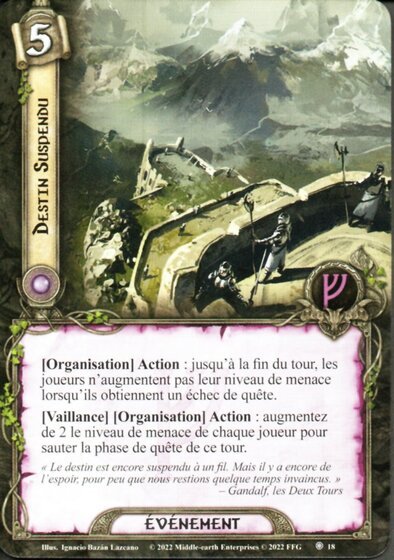 5
DESTIN SUSPENDU
[Organisation] Action : jusqu'à la fin du tour, les
joueurs n'augmentent pas leur niveau de menace
lorsqu'ils obtiennent un échec de quête.
[Vaillance] [Organisation] Action : augmentez
de 2 le niveau de menace de chaque joueur pour
sauter la phase de quête de ce tour.
« Le destin est encore suspendu à un fil. Mais il y a encore de
l'espoir, pour peu que nous restions quelque temps invaincus. »
– Gandalf, les Deux Tours
ÉVÉNEMENT
Illus. Ignacio Bazán Lazcano © 2022 Middle-earth Enterprises © 2022 FFG 18